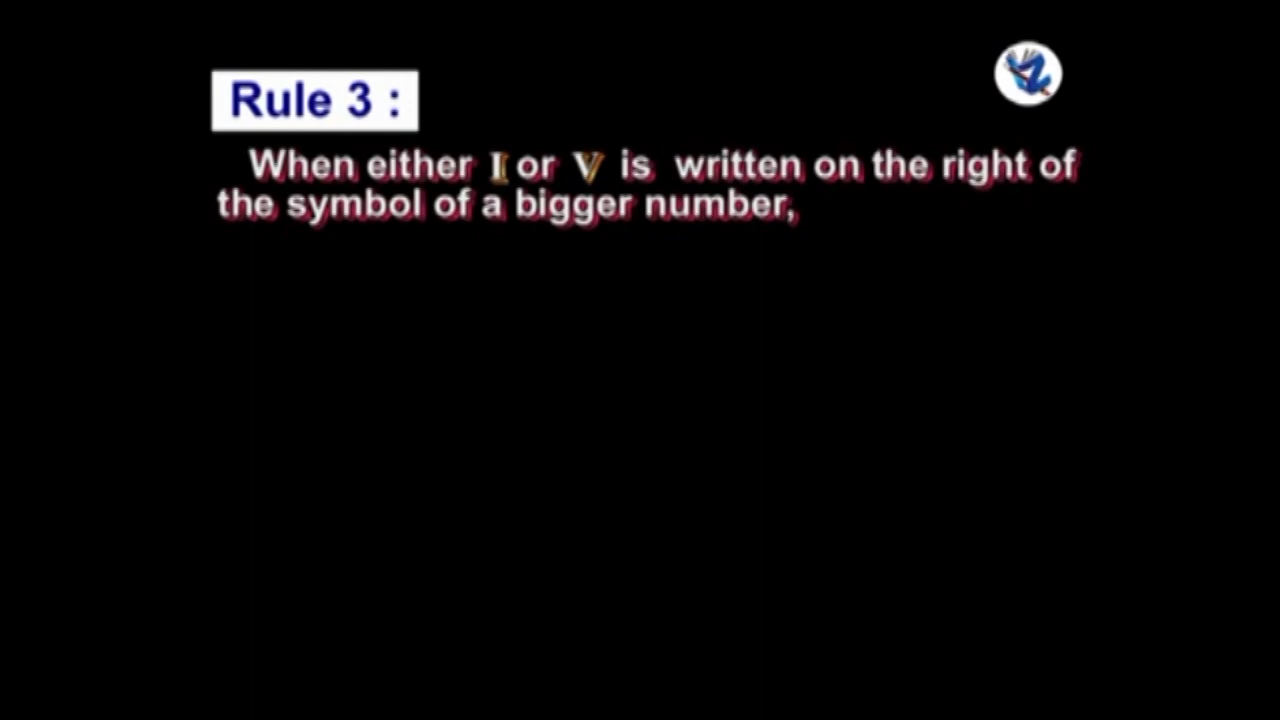 Rule 3 :
When either I or V is written on the right of
the symbol of a bigger number,